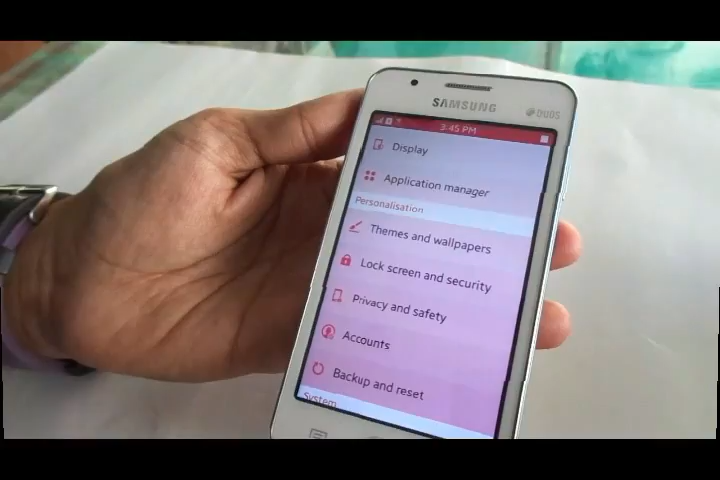 SAMSUNG
DUOS
3:45 PM
Display
Application manager
Personalisation
Themes and wallpapers
Lock screen and security
Privacy and safety
Accounts
Backup and reset
System